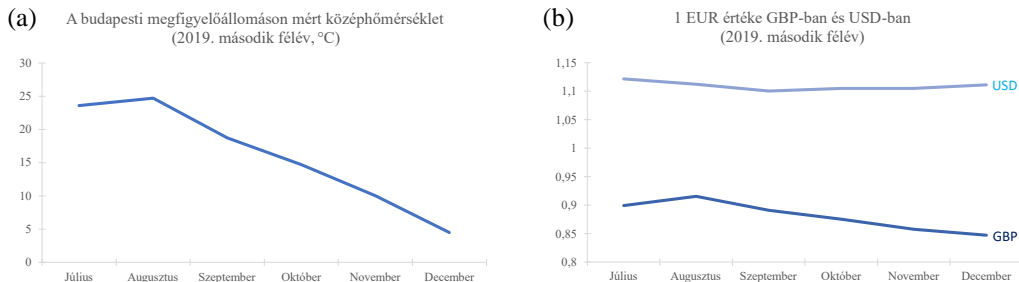 (a)
A budapesti megfigyelőállomáson mért középhőmérséklet
(2019. második félév, °C)
30
25
20
15
10
5
0
Július Augusztus Szeptember Október November December
(b)
1 EUR értéke GBP-ban és USD-ban
(2019. második félév)
1,15
1,1
1,05
1
0,95
0,9
0,85
0,8
USD
GBP
Július Augusztus Szeptember Október November December